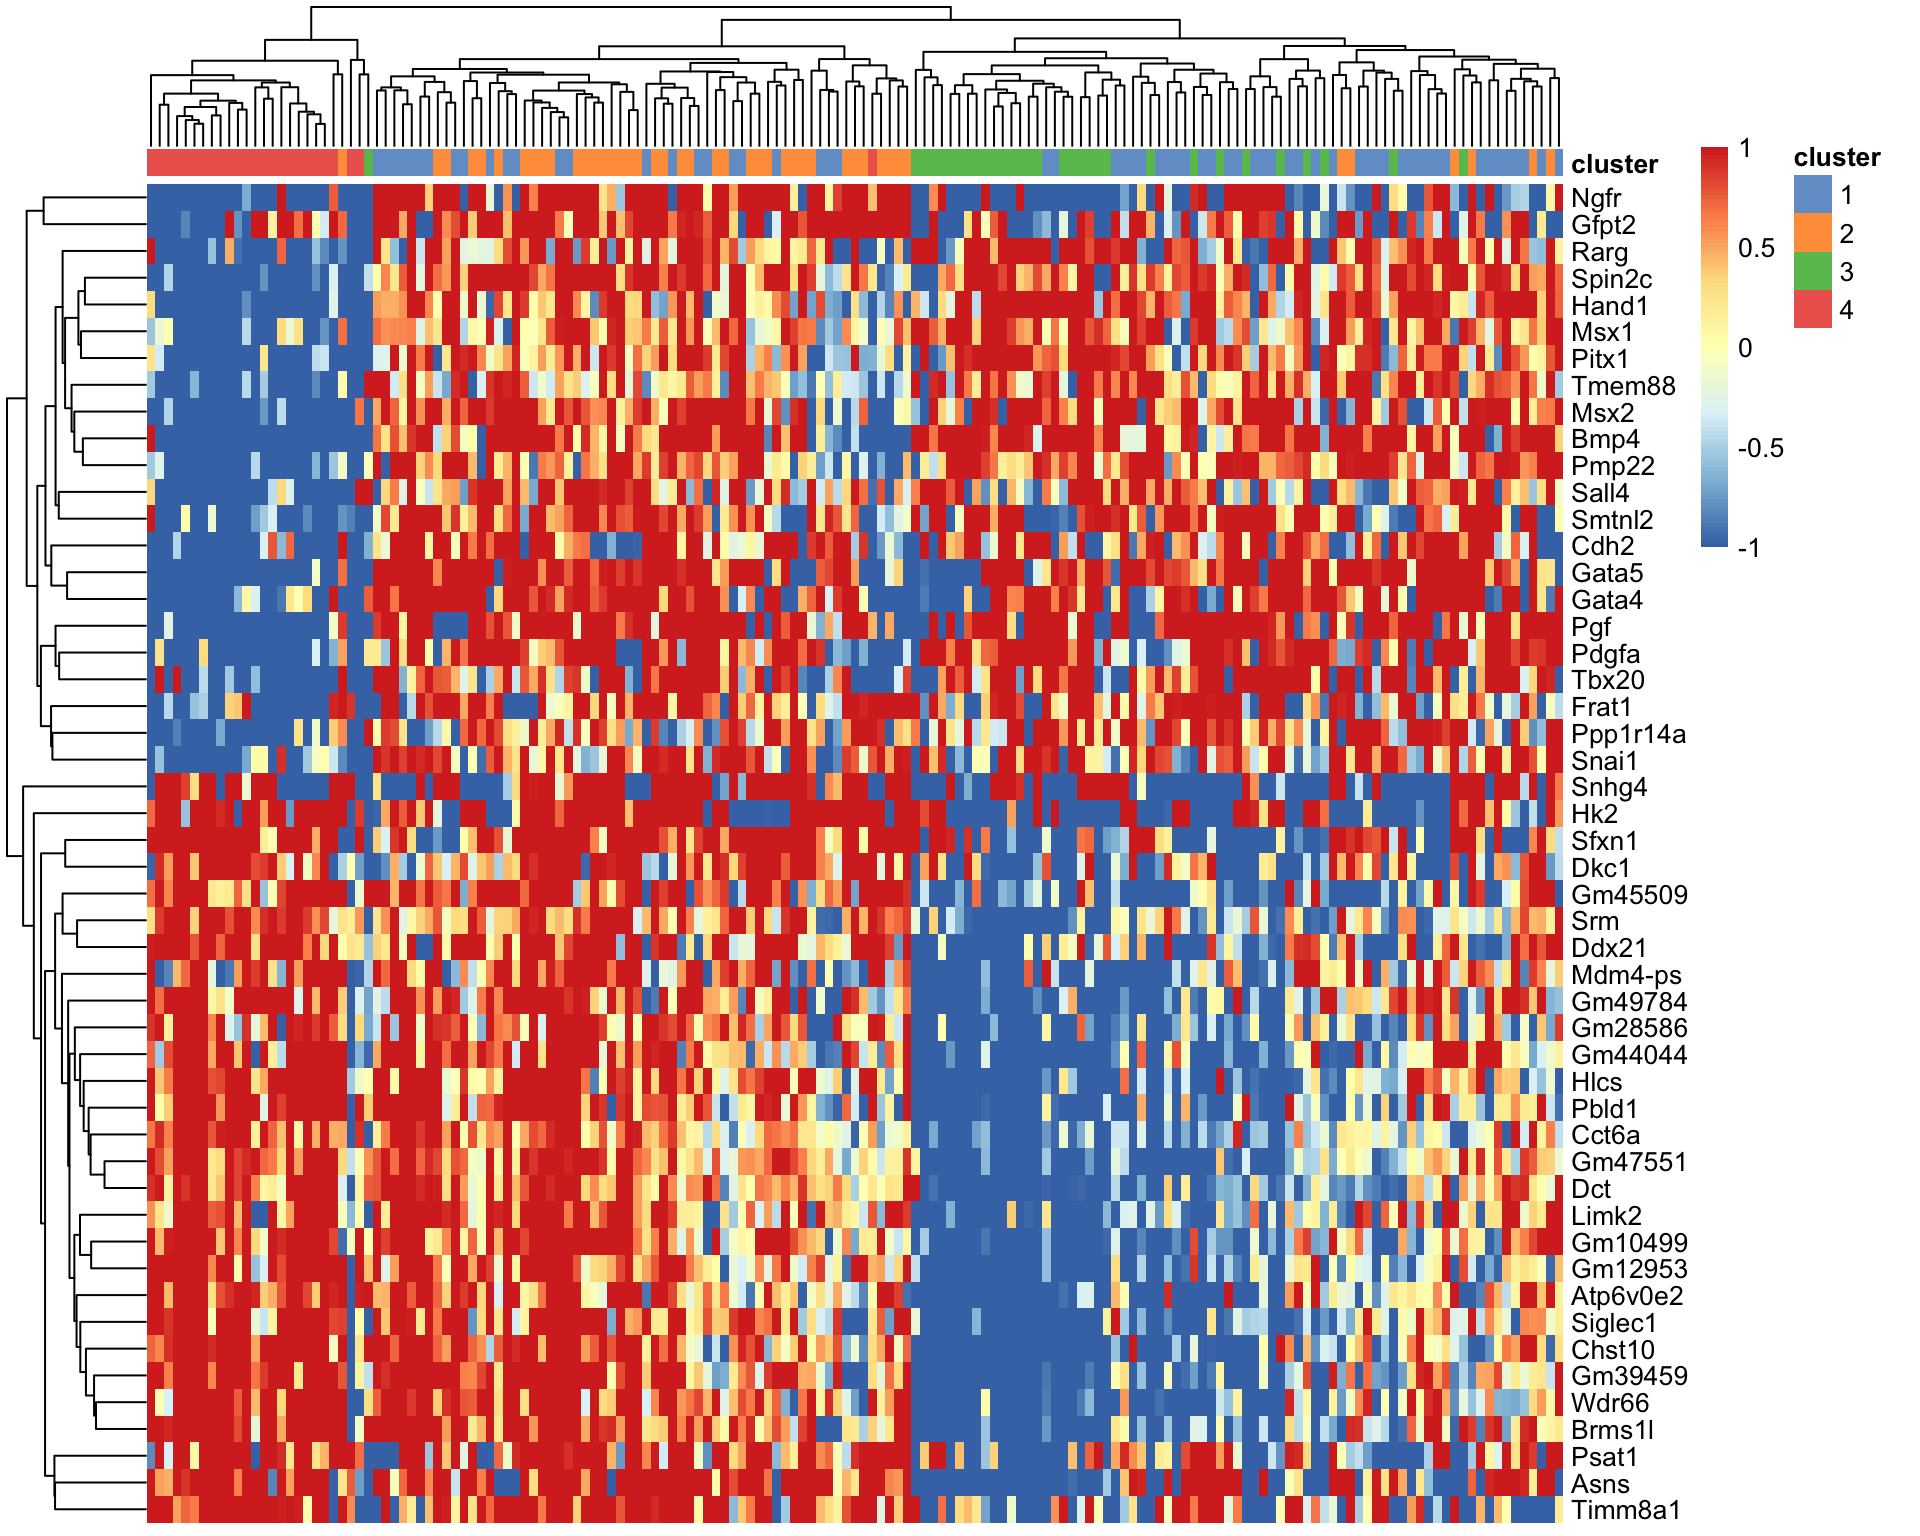 cluster
Ngfr
Gfpt2
Rarg
Spin2c
Hand1
Msx1
Pitx1
Tmem88
Msx2
Bmp4
Pmp22
Sall4
Smtnl2
Cdh2
Gata5
Gata4
Pgf
Pdgfa
Tbx20
Frat1
Ppp1r14a
Snai1
Snhg4
Hk2
Sfxn1
Dkc1
Gm45509
Srm
Ddx21
Mdm4-ps
Gm49784
Gm28586
Gm44044
Hlcs
Pbld1
Cct6a
Gm47551
Dct
Limk2
Gm10499
Gm12953
Atp6v0e2
Siglec1
Chst10
Gm39459
Wdr66
Brms1l
Psat1
Asns
Timm8a1
1
0.5
0
-0.5
-1
cluster
1
2
3
4